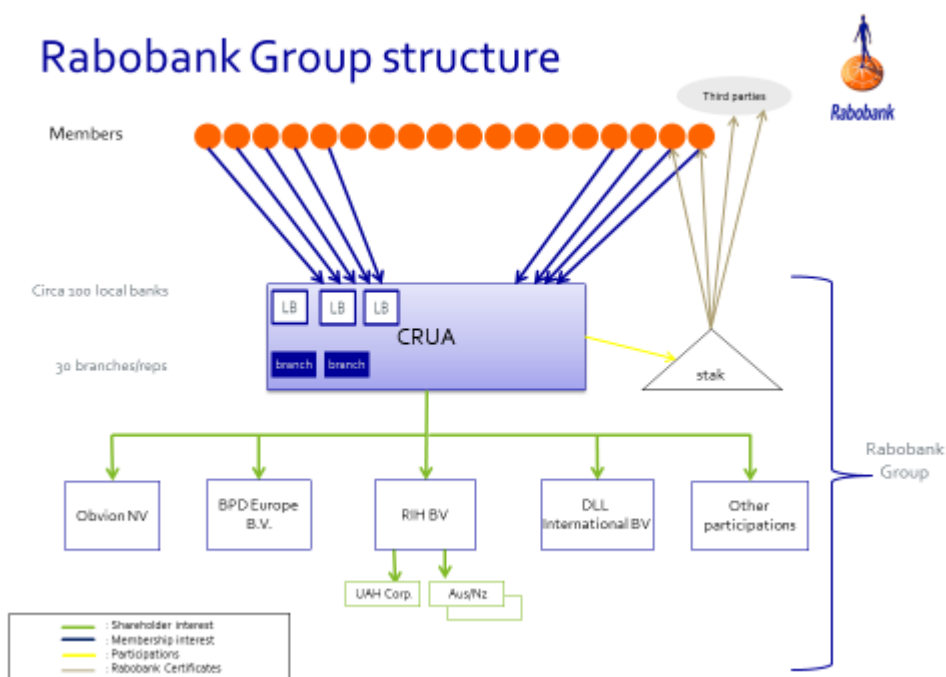 Rabobank Group structure
Third parties
Rabobank
Members
Circa 100 local banks
LB
LB
LB
CRUA
30 branches/reps
branch
branch
stak
Rabobank
Group
Obvion NV
BPD Europe
B.V.
RIH BV
DLL
International BV
Other
participations
UAH Corp.
Aus/Nz
: Shareholder interest
: Membership interest
: Participations
: Rabobank Certificates